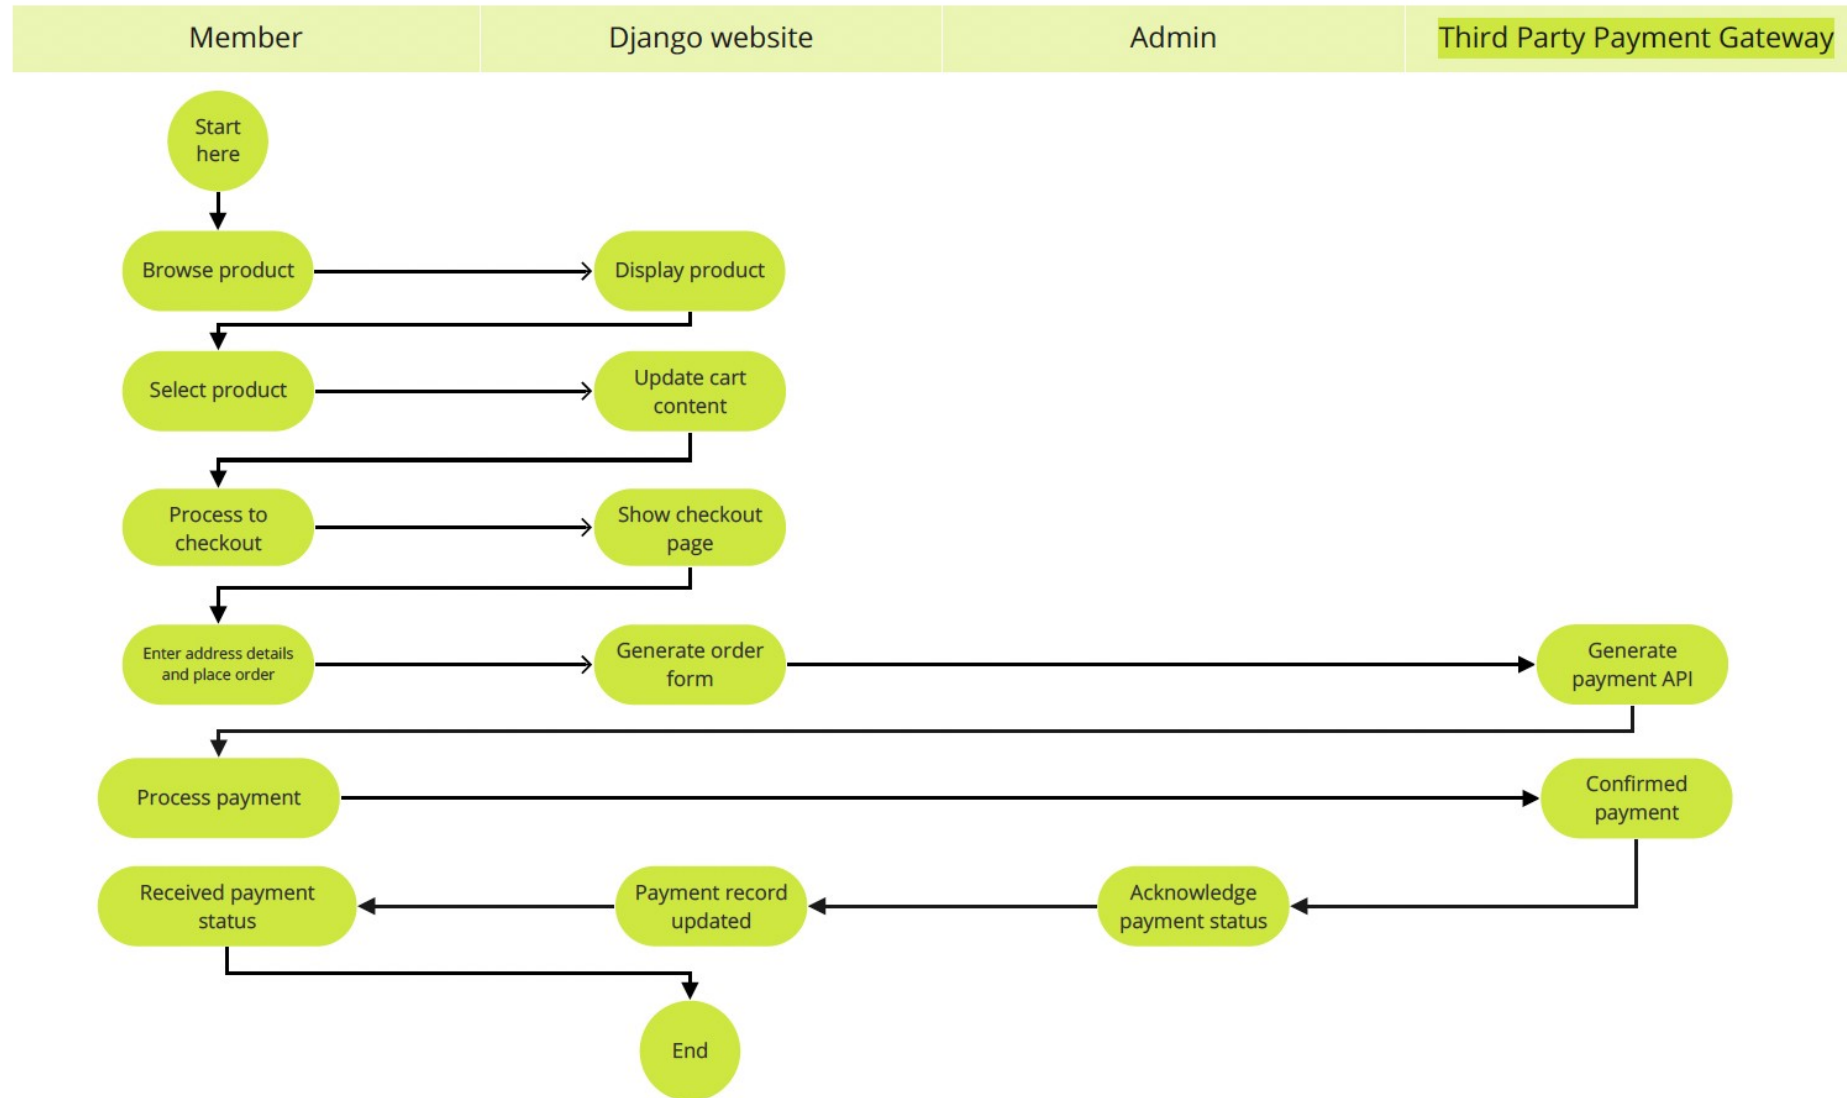 Member
Django website
Admin
Third Party Payment Gateway
Start
here
Browse product
Display product
Select product
Update cart
content
Process to
checkout
Show checkout
page
Enter address details
and place order
Generate order
form
Generate
payment API
Process payment
Confirmed
payment
Received payment
status
Payment record
updated
Acknowledge
payment status
End